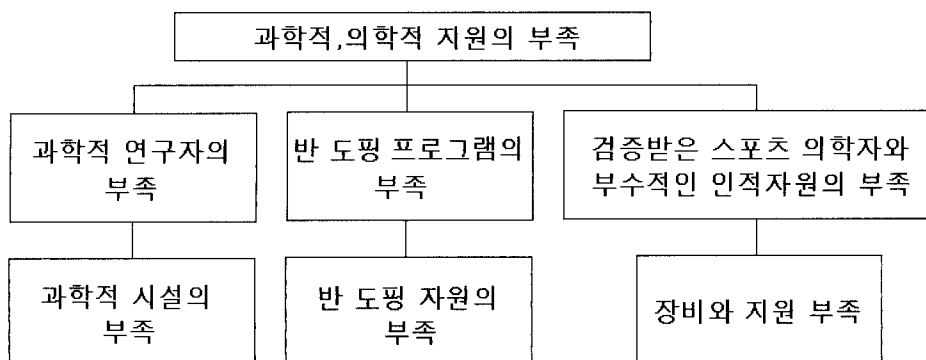 과학적,의학적 지원의 부족
과학적 연구자의
부족
반 도핑 프로그램의
부족
검증받은 스포츠 의학자와
부수적인 인적자원의 부족
과학적 시설의
부족
반 도핑 자원의
부족
장비와 지원 부족